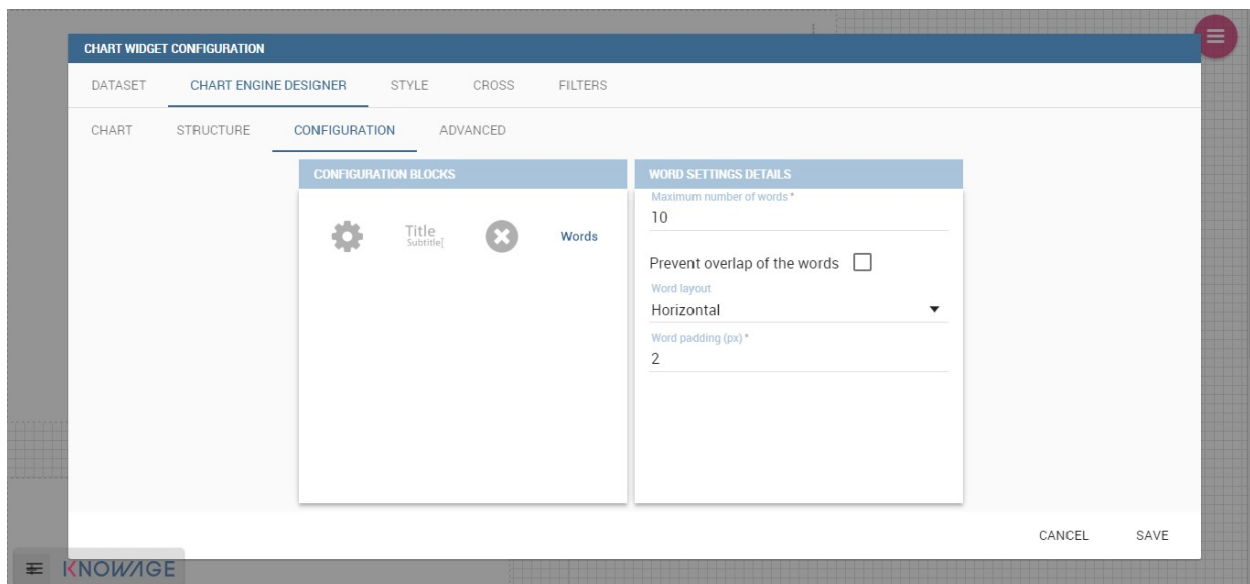 CHART WIDGET CONFIGURATION
DATASET CHART ENGINE DESIGNER STYLE CROSS FILTERS
CHART STRUCTURE CONFIGURATION ADVANCED
CONFIGURATION BLOCKS
Title
Subtitle[
Words
WORD SETTINGS DETAILS
Maximum number of words *
10
Prevent overlap of the words
Word layout
Horizontal
Word padding (px) *
2
CANCEL SAVE
KNOWAGE